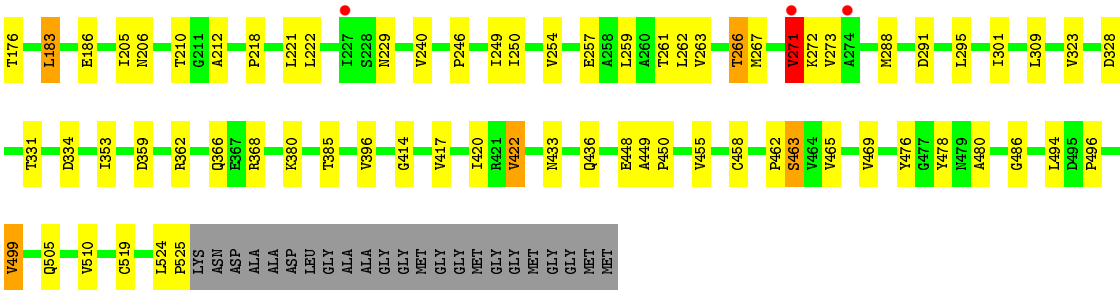 T176 L183 E186 I205 N206 T210 G211 A212 P218 L221 L222 I227 S228 N229 V240 P246 I249 I250 V254 E257 A258 L259 A260 T261 L262 V263 T266 M267 V271 K272 V273 A274 M288 D291 L295 I301 L309 V323 D328
T331 D334 I353 D359 R362 Q366 E367 R368 K380 T385 V396 G414 V417 I420 R421 V422 N433 Q436 E448 A449 P450 V455 C458 P462 S463 V464 V465 V469 Y476 G477 Y478 N479 A480 G486 L494 D495 P496
V499 Q505 V510 C519 L524 P525 LYS ASN ASP ALA ALA ASP LEU GLY ALA ALA GLY GLY MET GLY GLY MET GLY GLY MET GLY GLY MET MET